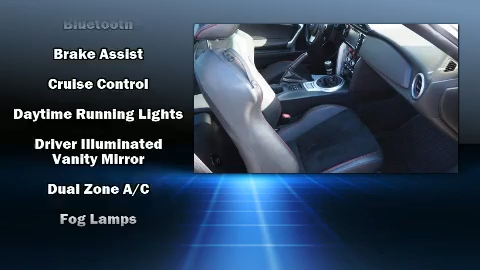 Bluetooth
Brake Assist
Cruise Control
Daytime Running Lights
Driver Illuminated
Vanity Mirror
Dual Zone A/C
Fog Lamps